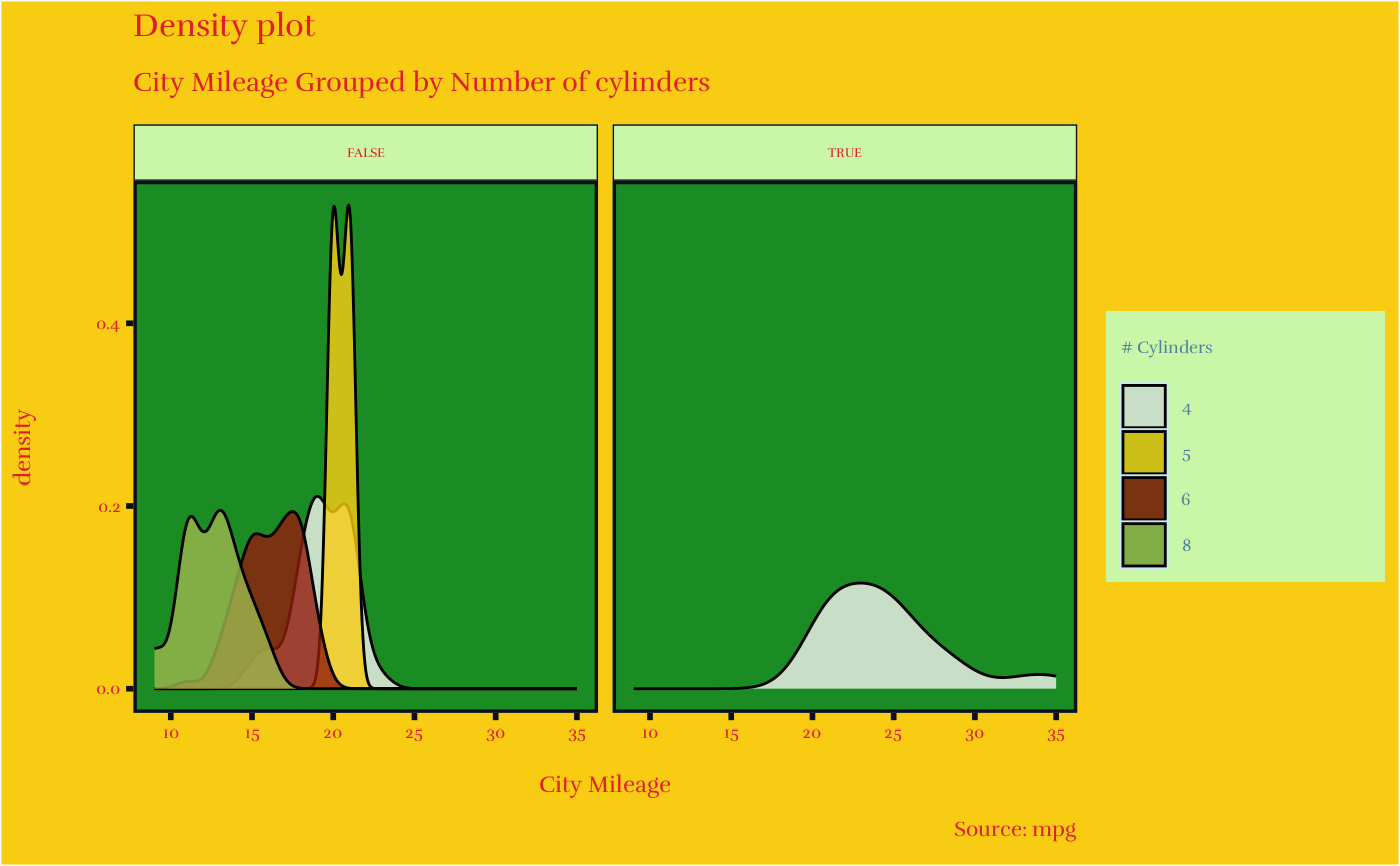 Density plot
City Mileage Grouped by Number of cylinders
FALSE
TRUE
density
0.4
0.2
0.0
10 15 20 25 30 35
10 15 20 25 30 35
City Mileage
Source: mpg
# Cylinders
4
5
6
8